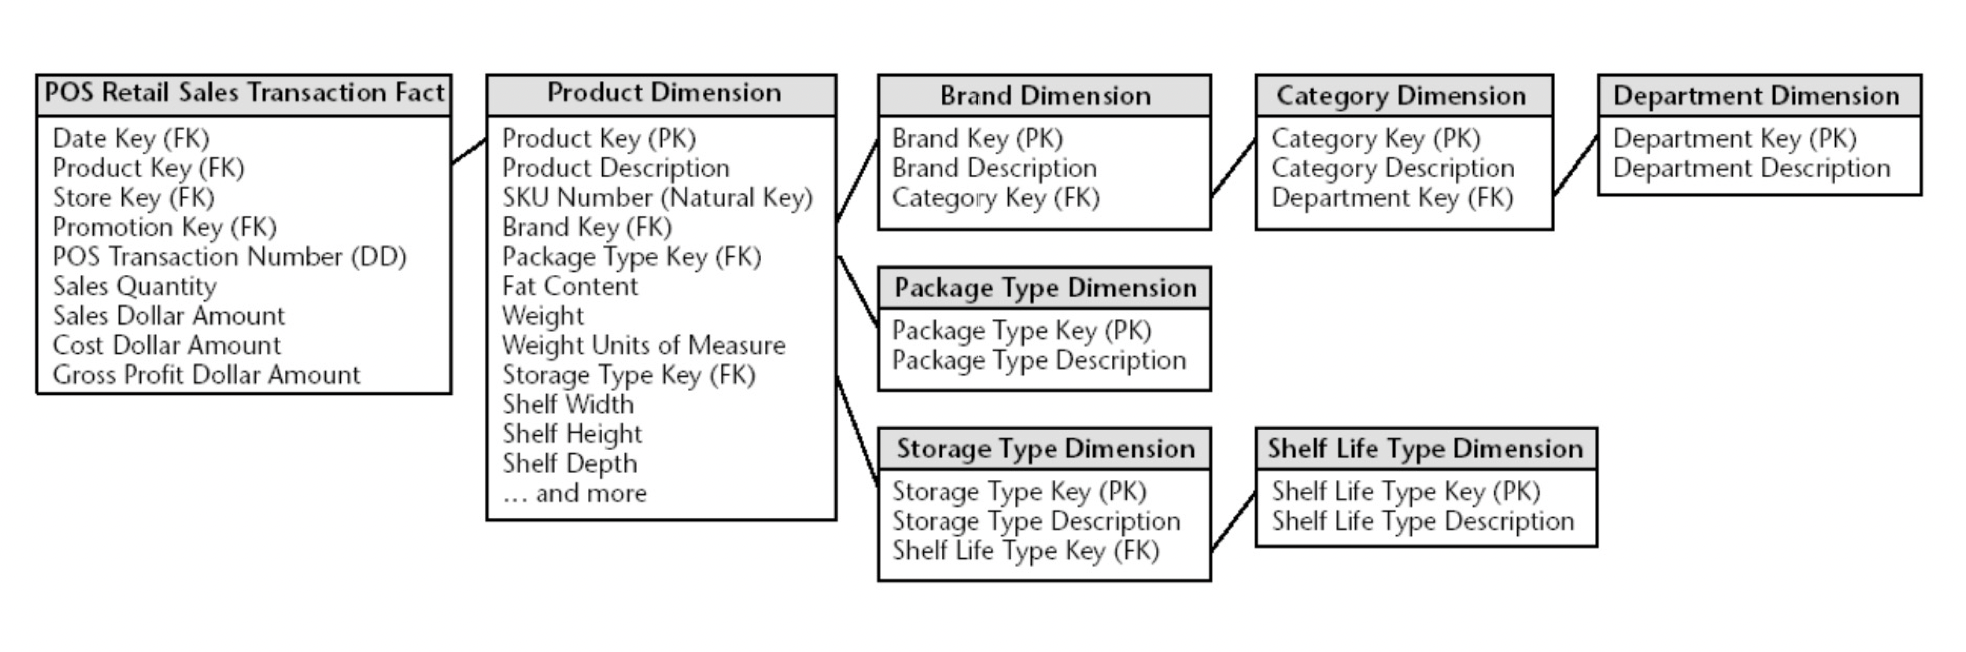 POS Retail Sales Transaction Fact
Date Key (FK)
Product Key (FK)
Store Key (FK)
Promotion Key (FK)
POS Transaction Number (DD)
Sales Quantity
Sales Dollar Amount
Cost Dollar Amount
Gross Profit Dollar Amount
Product Dimension
Product Key (PK)
Product Description
SKU Number (Natural Key)
Brand Key (FK)
Package Type Key (FK)
Fat Content
Weight
Weight Units of Measure
Storage Type Key (FK)
Shelf Width
Shelf Height
Shelf Depth
... and more
Brand Dimension
Brand Key (PK)
Brand Description
Category Key (FK)
Category Dimension
Category Key (PK)
Category Description
Department Key (FK)
Department Dimension
Department Key (PK)
Department Description
Package Type Dimension
Package Type Key (PK)
Package Type Description
Storage Type Dimension
Storage Type Key (PK)
Storage Type Description
Shelf Life Type Key (FK)
Shelf Life Type Dimension
Shelf Life Type Key (PK)
Shelf Life Type Description